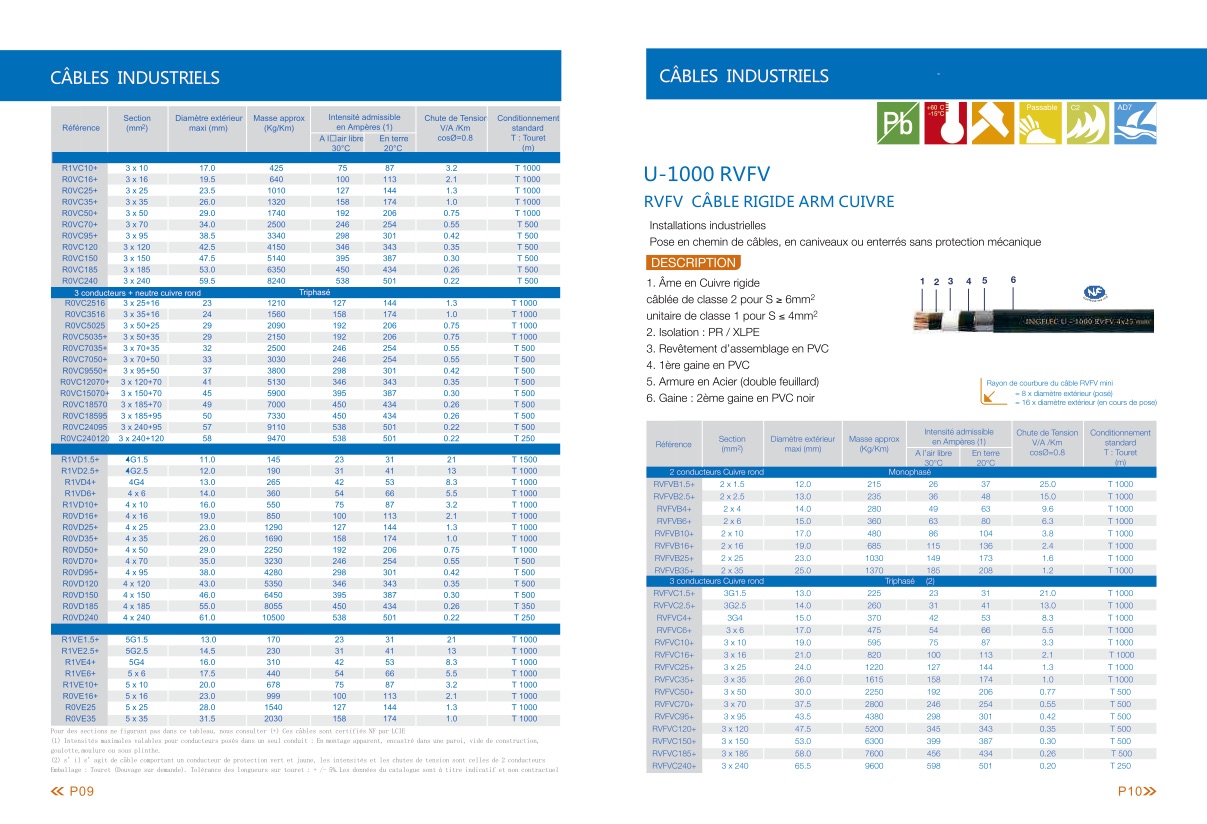 CÂBLES INDUSTRIELS
Référence Section (mm²) Diamètre extérieur maxi (mm) Masse approx (Kg/Km) Intensité admissible en Ampères (1) Chute de Tension V/A /Km cosØ=0.8 Conditionnement standard T : Touret (m)
A l□air libre 30°C En terre 20°C
R1VC10+ 3 x 10 17.0 425 75 87 3.2 T 1000
R0VC16+ 3 x 16 19.5 640 100 113 2.1 T 1000
R0VC25+ 3 x 25 23.5 1010 127 144 1.3 T 1000
R0VC35+ 3 x 35 26.0 1320 158 174 1.0 T 1000
R0VC50+ 3 x 50 29.0 1740 192 206 0.75 T 1000
R0VC70+ 3 x 70 34.0 2500 246 254 0.55 T 500
R0VC95+ 3 x 95 38.5 3340 298 301 0.42 T 500
R0VC120 3 x 120 42.5 4150 346 343 0.35 T 500
R0VC150 3 x 150 47.5 5140 395 387 0.30 T 500
R0VC185 3 x 185 53.0 6350 450 434 0.26 T 500
R0VC240 3 x 240 59.5 8240 538 501 0.22 T 500
3 conducteurs + neutre cuivre rond Triphasé
R0VC2516 3 x 25+16 23 1210 127 144 1.3 T 1000
R0VC3516 3 x 35+16 24 1560 158 174 1.0 T 1000
R0VC5025 3 x 50+25 29 2090 192 206 0.75 T 1000
R0VC5035+ 3 x 50+35 29 2150 192 206 0.75 T 1000
R0VC7035+ 3 x 70+35 32 2500 246 254 0.55 T 500
R0VC7050+ 3 x 70+50 33 3030 246 254 0.55 T 500
R0VC9550+ 3 x 95+50 37 3800 298 301 0.42 T 500
R0VC12070+ 3 x 120+70 41 5130 346 343 0.35 T 500
R0VC15070+ 3 x 150+70 45 5900 395 387 0.30 T 500
R0VC18570 3 x 185+70 49 7000 450 434 0.26 T 500
R0VC18595 3 x 185+95 50 7330 450 434 0.26 T 500
R0VC24095 3 x 240+95 57 9110 538 501 0.22 T 500
R0VC240120 3 x 240+120 58 9470 538 501 0.22 T 250
R1VD1.5+ 4G1.5 11.0 145 23 31 21 T 1500
R1VD2.5+ 4G2.5 12.0 190 31 41 13 T 1000
R1VD4+ 4G4 13.0 265 42 53 8.3 T 1000
R1VD6+ 4 x 6 14.0 360 54 66 5.5 T 1000
R1VD10+ 4 x 10 16.0 550 75 87 3.2 T 1000
R0VD16+ 4 x 16 19.0 850 100 113 2.1 T 1000
R0VD25+ 4 x 25 23.0 1290 127 144 1.3 T 1000
R0VD35+ 4 x 35 26.0 1690 158 174 1.0 T 1000
R0VD50+ 4 x 50 29.0 2250 192 206 0.75 T 1000
R0VD70+ 4 x 70 35.0 3230 246 254 0.55 T 500
R0VD95+ 4 x 95 38.0 4280 298 301 0.42 T 500
R0VD120 4 x 120 43.0 5350 346 343 0.35 T 500
R0VD150 4 x 150 46.0 6450 395 387 0.30 T 500
R0VD185 4 x 185 55.0 8055 450 434 0.26 T 350
R0VD240 4 x 240 61.0 10500 538 501 0.22 T 250
R1VE1.5+ 5G1.5 13.0 170 23 31 21 T 1000
R1VE2.5+ 5G2.5 14.5 230 31 41 13 T 1000
R1VE4+ 5G4 16.0 310 42 53 8.3 T 1000
R1VE6+ 5 x 6 17.5 440 54 66 5.5 T 1000
R1VE10+ 5 x 10 20.0 678 75 87 3.2 T 1000
R0VE16+ 5 x 16 23.0 999 100 113 2.1 T 1000
R0VE25 5 x 25 28.0 1540 127 144 1.3 T 1000
R0VE35 5 x 35 31.5 2030 158 174 1.0 T 1000
Pour des sections ne figurant pas dans ce tableau, nous consulter (+) Ces câbles sont certifiés NF par LCIE
(1) Intensités maximales valables pour conducteurs posés dans un seul conduit : En montage apparent, encastré dans une paroi, vide de construction,
goulotte,moulure ou sous plinthe.
(2) s' il s' agit de câble comportant un conducteur de protection vert et jaune, les intensités et les chutes de tension sont celles de 2 conducteurs
Emballage : Touret (Douvage sur demande). Tolérance des longueurs sur touret : + /- 5% Les données du catalogue sont à titre indicatif et non contractuel
P09
CÂBLES INDUSTRIELS
Pb +60 C -15°C Passable C2 AD7
U-1000 RVFV
RVFV CÂBLE RIGIDE ARM CUIVRE
Installations industrielles
Pose en chemin de câbles, en caniveaux ou enterrés sans protection mécanique
DESCRIPTION
1. Âme en Cuivre rigide
câblée de classe 2 pour S ≥ 6mm²
unitaire de classe 1 pour S ≤ 4mm²
2. Isolation : PR / XLPE
3. Revêtement d'assemblage en PVC
4. 1ère gaine en PVC
5. Armure en Acier (double feuillard)
6. Gaine : 2ème gaine en PVC noir
1 2 3 4 5 6
NF
INGELEC U - 1000 RVFV 4x25 mm²
Rayon de courbure du câble RVFV mini
= 8 x diamètre extérieur (posé)
= 16 x diamètre extérieur (en cours de pose)
Référence Section (mm²) Diamètre extérieur maxi (mm) Masse approx (Kg/Km) Intensité admissible en Ampères (1) Chute de Tension V/A /Km cosØ=0.8 Conditionnement standard T : Touret (m)
A l'air libre 30°C En terre 20°C
2 conducteurs Cuivre rond Monophasé
RVFVB1.5+ 2 x 1.5 12.0 215 26 37 25.0 T 1000
RVFVB2.5+ 2 x 2.5 13.0 235 36 48 15.0 T 1000
RVFVB4+ 2 x 4 14.0 280 49 63 9.6 T 1000
RVFVB6+ 2 x 6 15.0 360 63 80 6.3 T 1000
RVFVB10+ 2 x 10 17.0 480 86 104 3.8 T 1000
RVFVB16+ 2 x 16 19.0 685 115 136 2.4 T 1000
RVFVB25+ 2 x 25 23.0 1030 149 173 1.6 T 1000
RVFVB35+ 2 x 35 25.0 1370 185 208 1.2 T 1000
3 conducteurs Cuivre rond Triphasé (2)
RVFVC1.5+ 3G1.5 13.0 225 23 31 21.0 T 1000
RVFVC2.5+ 3G2.5 14.0 260 31 41 13.0 T 1000
RVFVC4+ 3G4 15.0 370 42 53 8.3 T 1000
RVFVC6+ 3 x 6 17.0 475 54 66 5.5 T 1000
RVFVC10+ 3 x 10 19.0 595 75 87 3.3 T 1000
RVFVC16+ 3 x 16 21.0 820 100 113 2.1 T 1000
RVFVC25+ 3 x 25 24.0 1220 127 144 1.3 T 1000
RVFVC35+ 3 x 35 26.0 1615 158 174 1.0 T 1000
RVFVC50+ 3 x 50 30.0 2250 192 206 0.77 T 500
RVFVC70+ 3 x 70 37.5 2800 246 254 0.55 T 500
RVFVC95+ 3 x 95 43.5 4380 298 301 0.42 T 500
RVFVC120+ 3 x 120 47.5 5200 345 343 0.35 T 500
RVFVC150+ 3 x 150 53.0 6300 399 387 0.30 T 500
RVFVC185+ 3 x 185 58.0 7600 456 434 0.26 T 500
RVFVC240+ 3 x 240 65.5 9600 598 501 0.20 T 250
P10